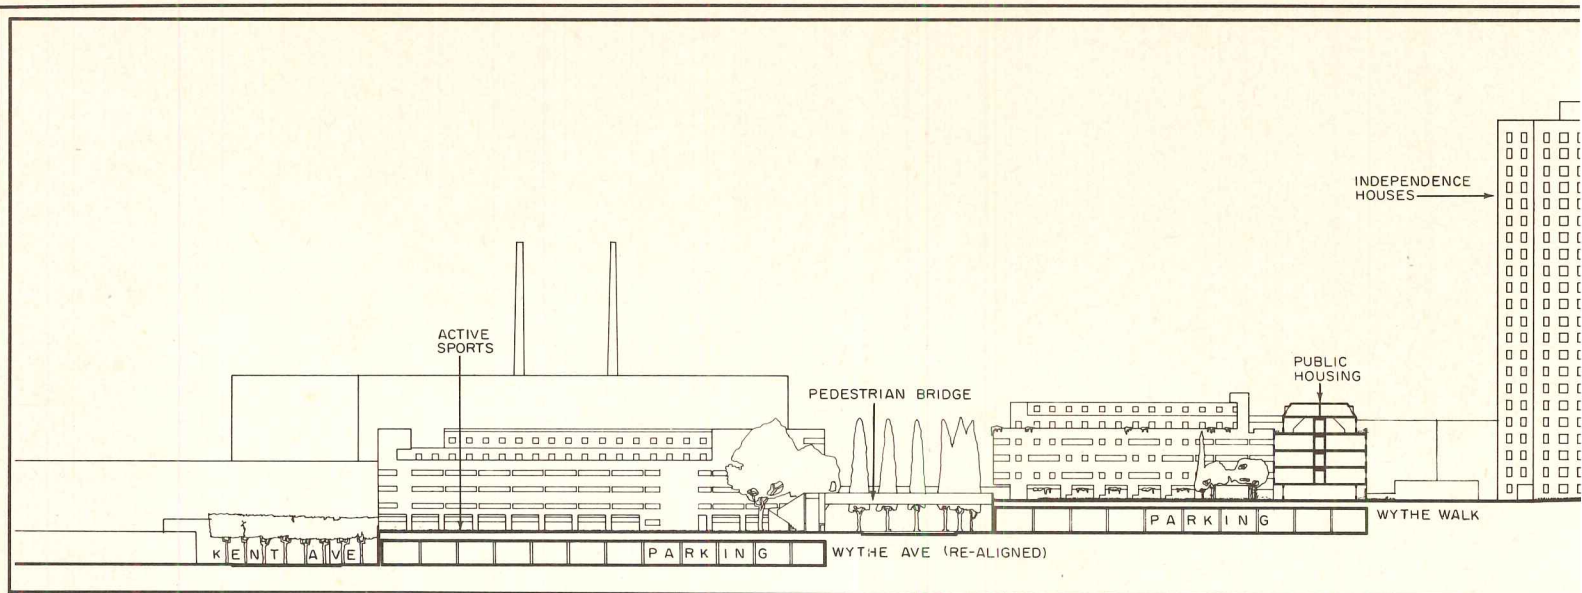 INDEPENDENCE
HOUSES
ACTIVE
SPORTS
PUBLIC
HOUSING
PEDESTRIAN BRIDGE
PARKING
WYTHE WALK
KENT AVE
PARKING
WYTHE AVE (RE-ALIGNED)